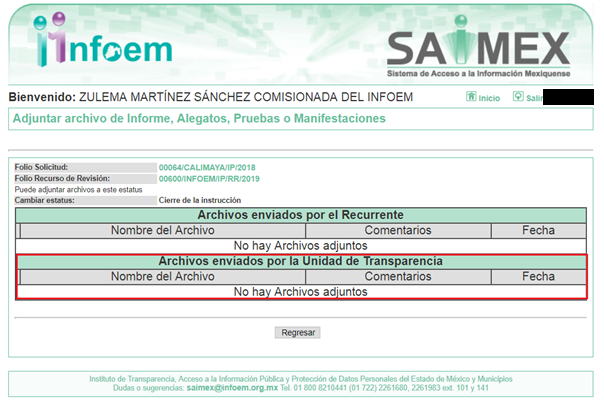 infoem
SAIMEX
Sistema de Acceso a la Información Mexiquense
Bienvenido: ZULEMA MARTÍNEZ SÁNCHEZ COMISIONADA DEL INFOEM
Inicio
Salir
Adjuntar archivo de Informe, Alegatos, Pruebas o Manifestaciones
Folio Solicitud: 00064/CALIMAYA/IP/2018
Folio Recurso de Revisión: 00600/INFOEM/IP/RR/2019
Puede adjuntar archivos a este estatus
Cambiar estatus: Cierre de la instrucción
Archivos enviados por el Recurrente
Nombre del Archivo Comentarios Fecha
No hay Archivos adjuntos
Archivos enviados por la Unidad de Transparencia
Nombre del Archivo Comentarios Fecha
No hay Archivos adjuntos
Regresar
Instituto de Transparencia, Acceso a la Información Pública y Protección de Datos Personales del Estado de México y Municipios
Dudas o sugerencias: saimex@infoem.org.mx Tel. 01 800 8210441 (01 722) 2261680, 2261983 ext. 101 y 141